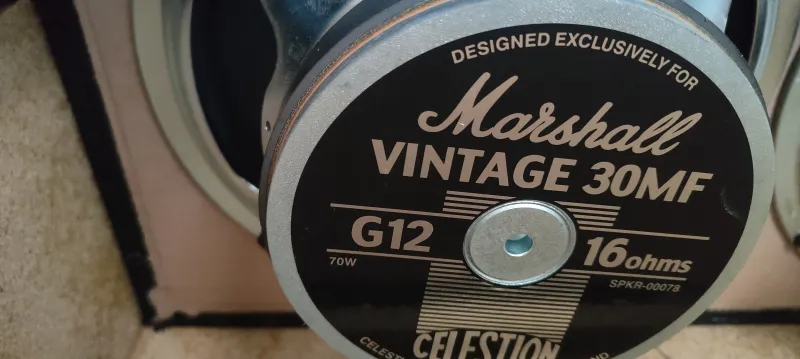 DESIGNED EXCLUSIVELY FOR
Marshall
VINTAGE 30MF
G12
16ohms
70W
SPKR-00078
CELESTION